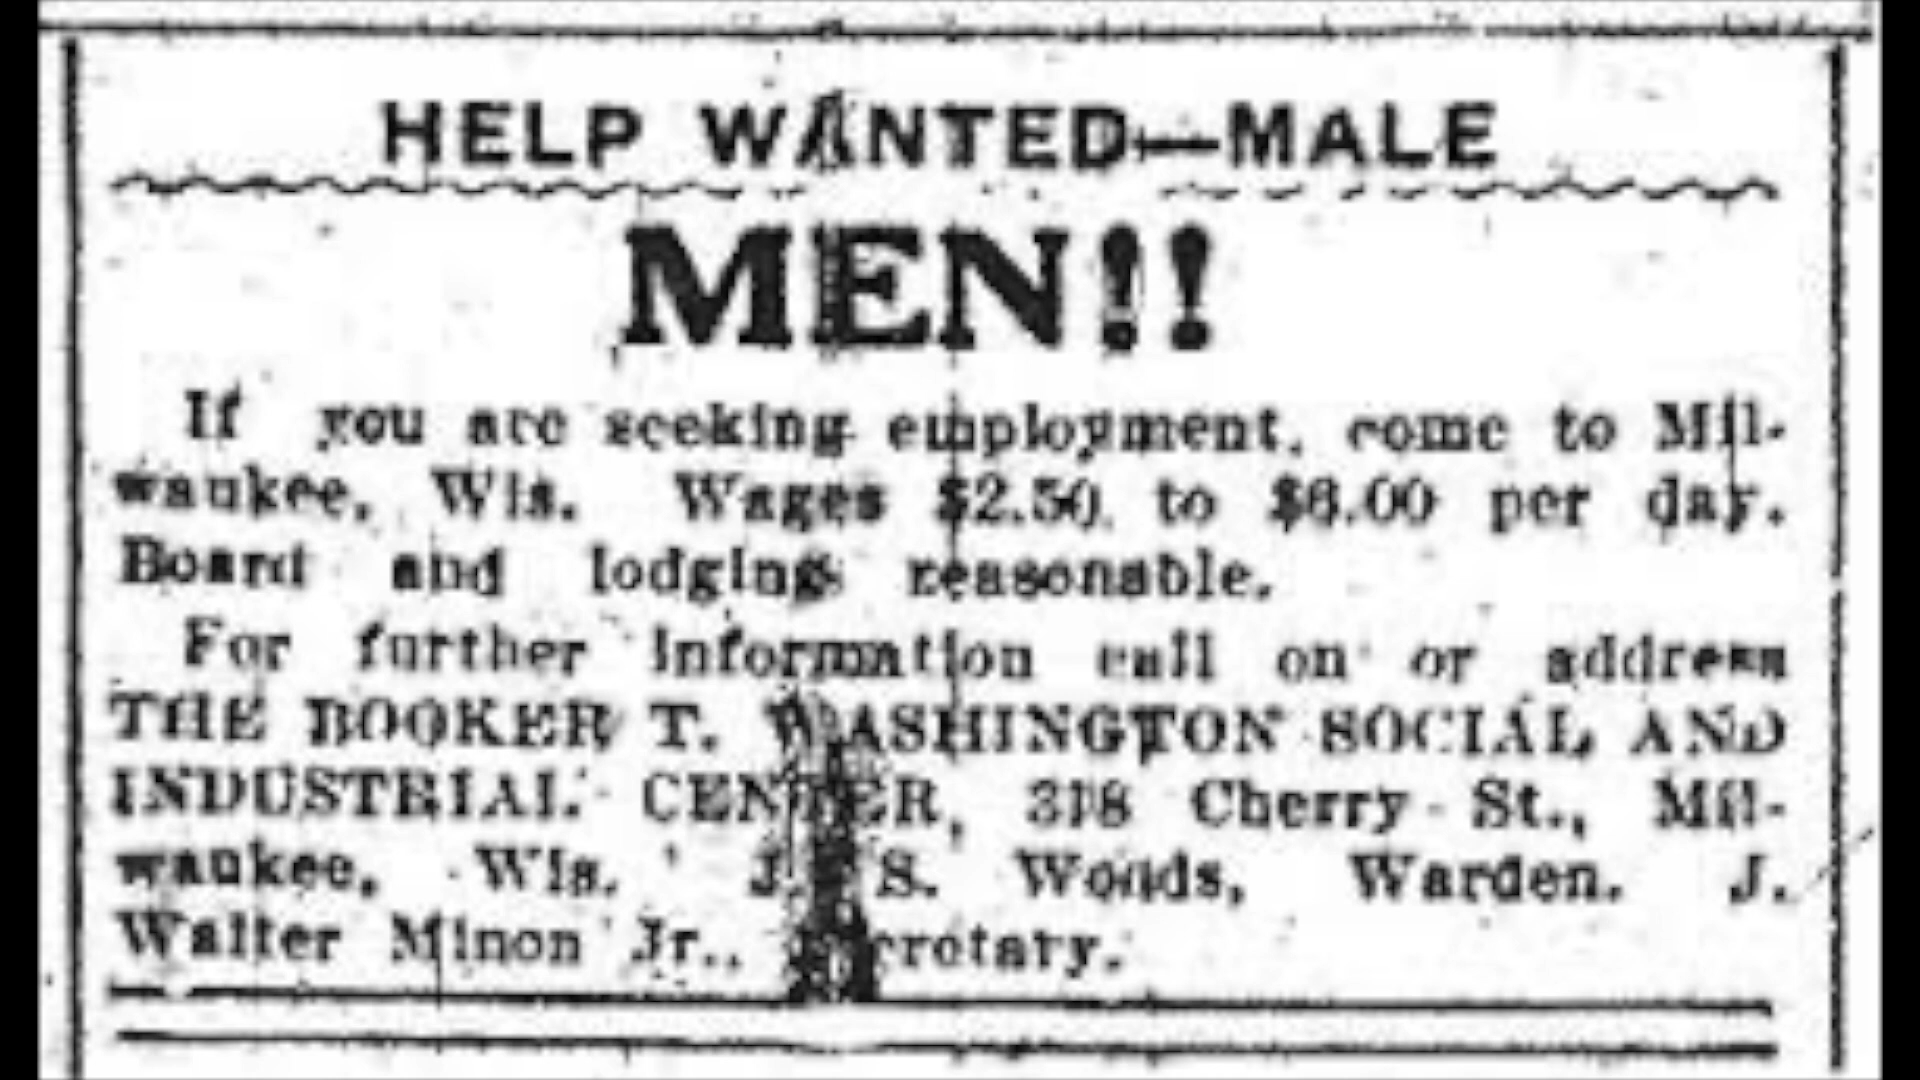 HELP WANTED—MALE
MEN!!
If you are seeking employment, come to Mil-
waukee, Wis. Wages $2.50 to $6.00 per day.
Board and lodging reasonable.
For further information call on or address
THE BOOKER T. WASHINGTON SOCIAL AND
INDUSTRIAL CENTER, 318 Cherry St., Mil-
waukee, Wis. J. S. Woods, Warden. J.
Walter Minon Jr., Secretary.